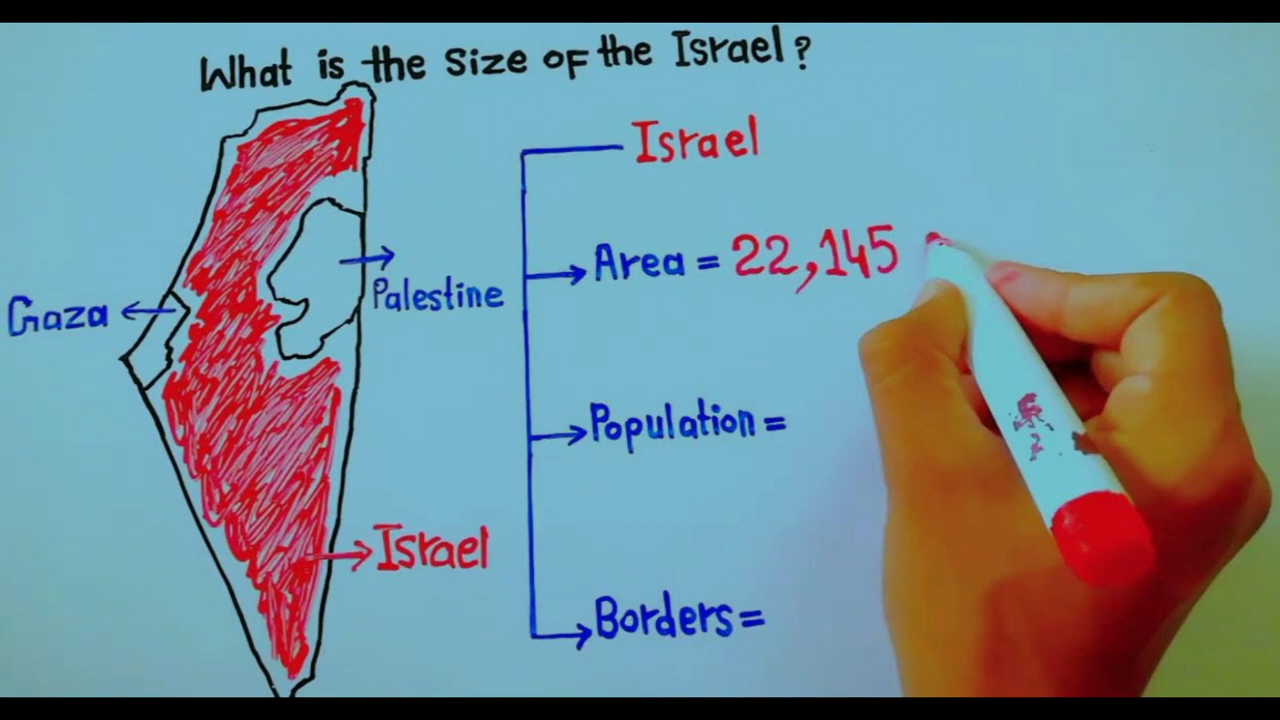 What is the Size of the Israel?
Israel
Area = 22,145
Palestine
Gaza
Population =
Israel
Borders =